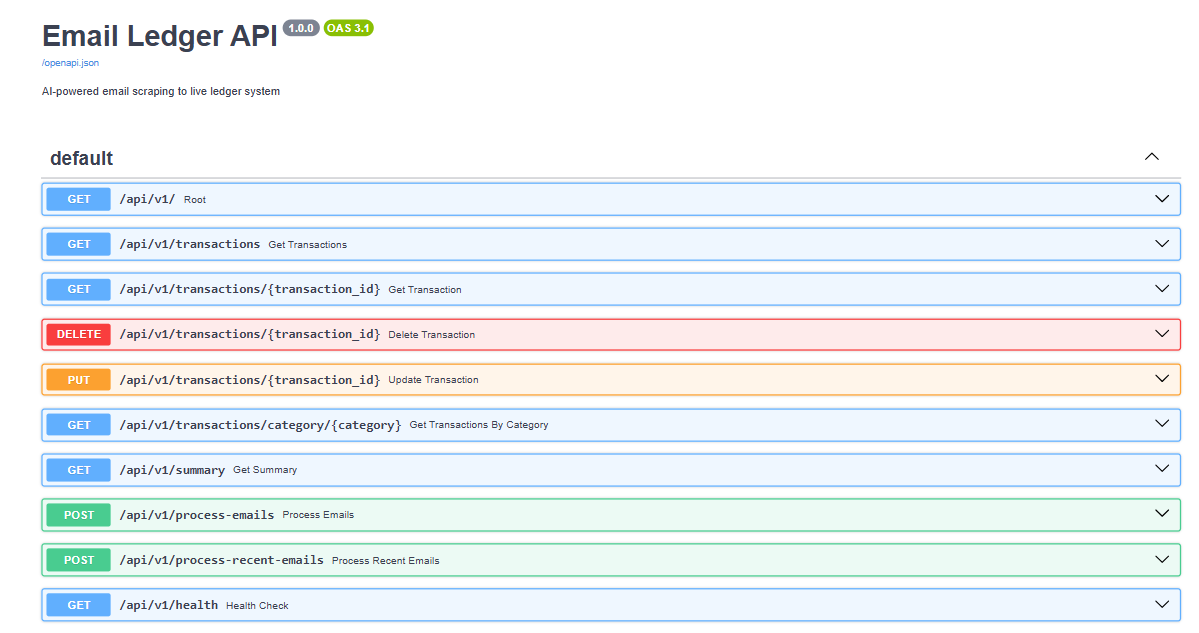 Email Ledger API 1.0.0 OAS 3.1
/openapi.json
AI-powered email scraping to live ledger system
default
GET /api/v1/ Root
GET /api/v1/transactions Get Transactions
GET /api/v1/transactions/{transaction_id} Get Transaction
DELETE /api/v1/transactions/{transaction_id} Delete Transaction
PUT /api/v1/transactions/{transaction_id} Update Transaction
GET /api/v1/transactions/category/{category} Get Transactions By Category
GET /api/v1/summary Get Summary
POST /api/v1/process-emails Process Emails
POST /api/v1/process-recent-emails Process Recent Emails
GET /api/v1/health Health Check